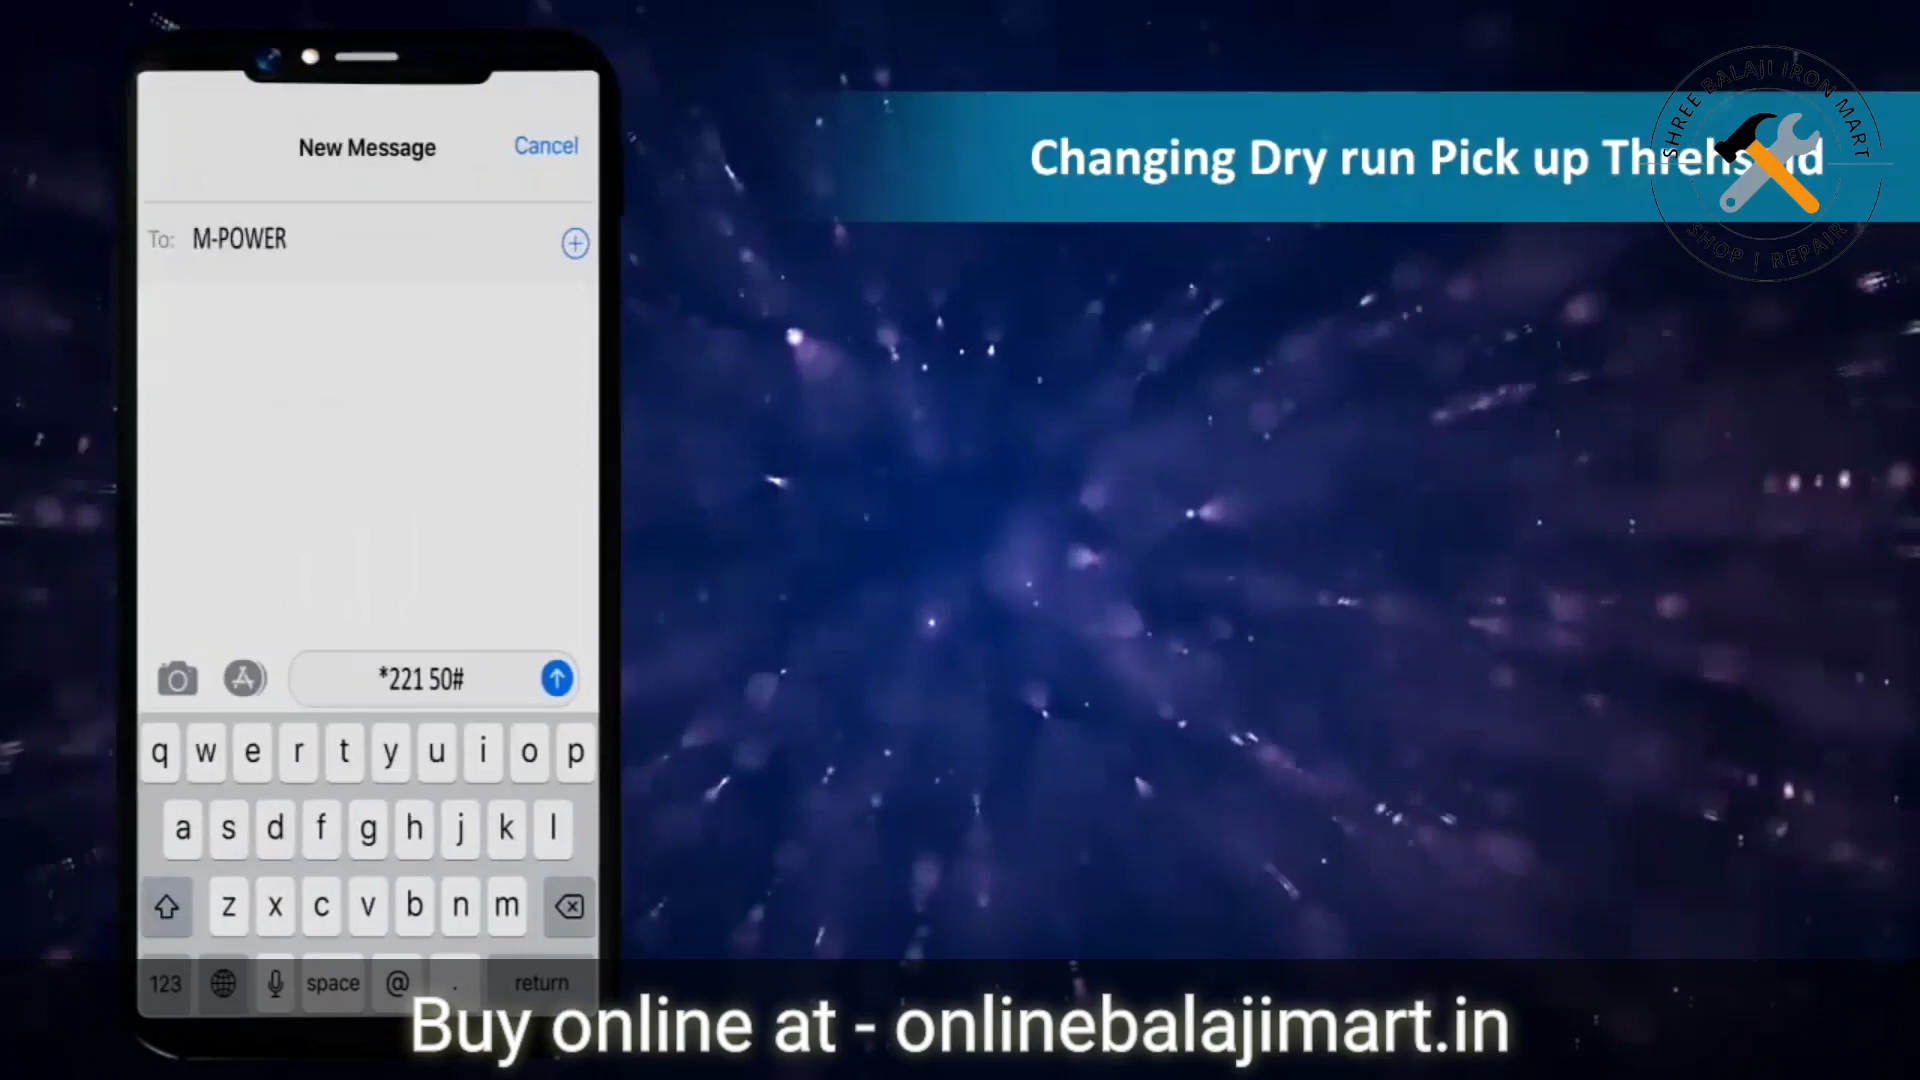 New Message
Cancel
To: M-POWER
*221 50#
q w e r t y u i o p
a s d f g h j k l
z x c v b n m
123 space @ . return
Changing Dry run Pick up
SHREE BALAJI IRON MART
SHOP | REPAIR
Buy online at - onlinebalajimart.in